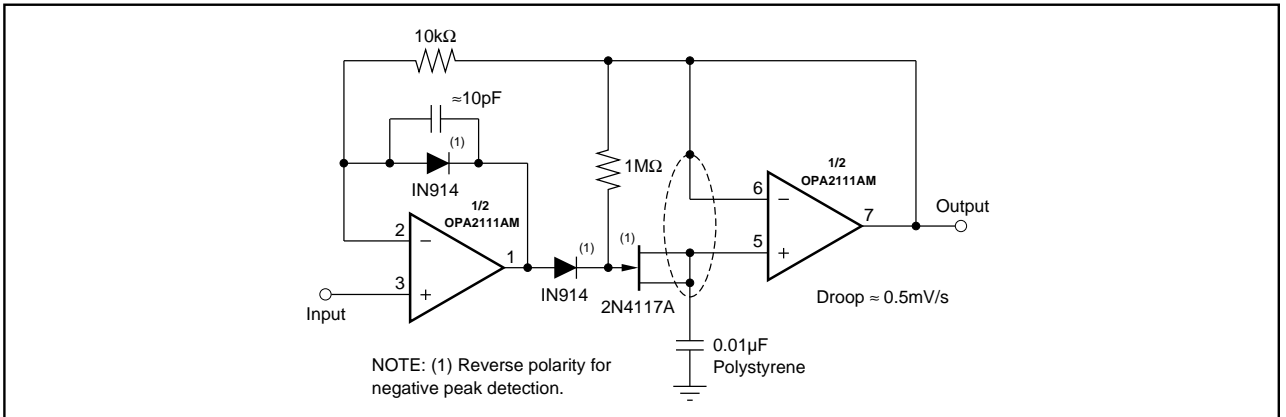 10kΩ
≈10pF
(1)
IN914
1MΩ
1/2
OPA2111AM
2
3
1
Input
(1)
IN914
(1)
2N4117A
1/2
OPA2111AM
6
5
7
Output
Droop ≈ 0.5mV/s
0.01µF
Polystyrene
NOTE: (1) Reverse polarity for
negative peak detection.